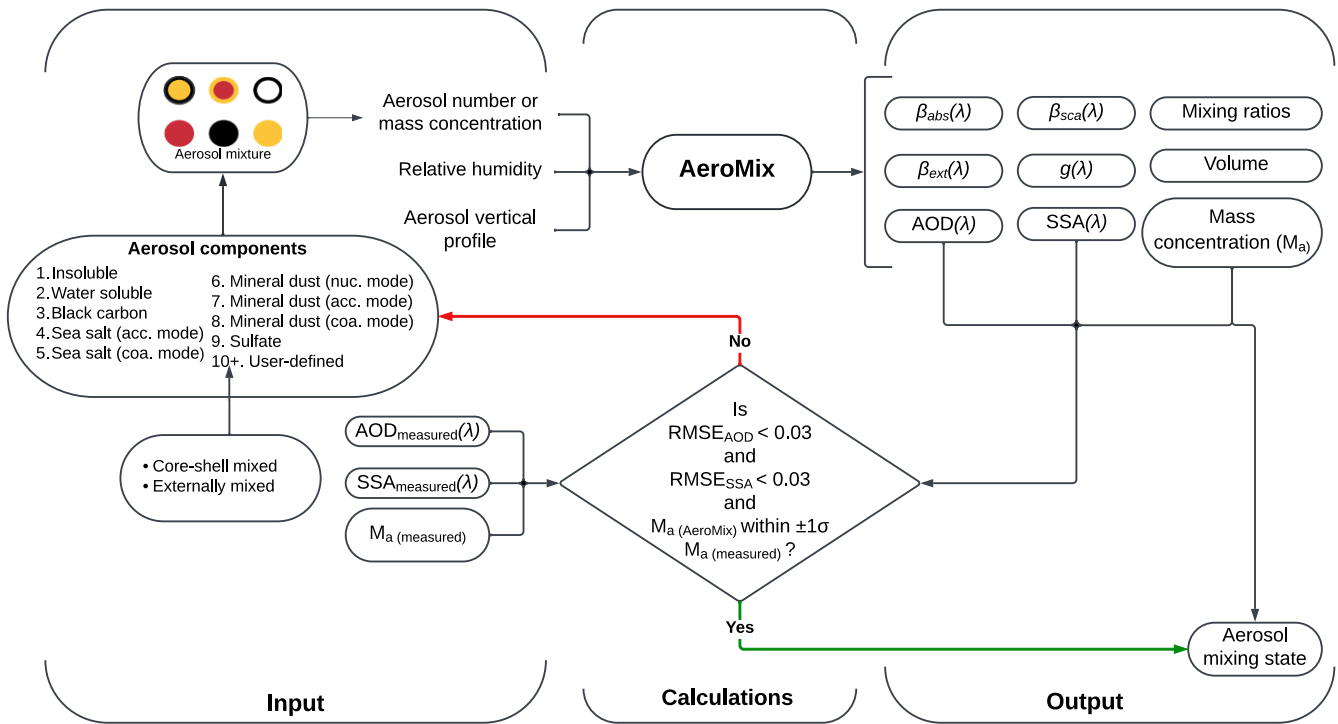 Aerosol mixture
Aerosol number or
mass concentration
Relative humidity
Aerosol vertical
profile
AeroMix
βabs(λ)
βsca(λ)
Mixing ratios
βext(λ)
g(λ)
Volume
AOD(λ)
SSA(λ)
Mass
concentration (Ma)
Aerosol components
1.Insoluble
2.Water soluble
3.Black carbon
4.Sea salt (acc. mode)
5.Sea salt (coa. mode)
6. Mineral dust (nuc. mode)
7. Mineral dust (acc. mode)
8. Mineral dust (coa. mode)
9. Sulfate
10+. User-defined
• Core-shell mixed
• Externally mixed
AODmeasured(λ)
SSAmeasured(λ)
Ma (measured)
No
Is
RMSEAOD < 0.03
and
RMSESSA < 0.03
and
Ma (AeroMix) within ±1σ
Ma (measured) ?
Yes
Aerosol
mixing state
Input
Calculations
Output